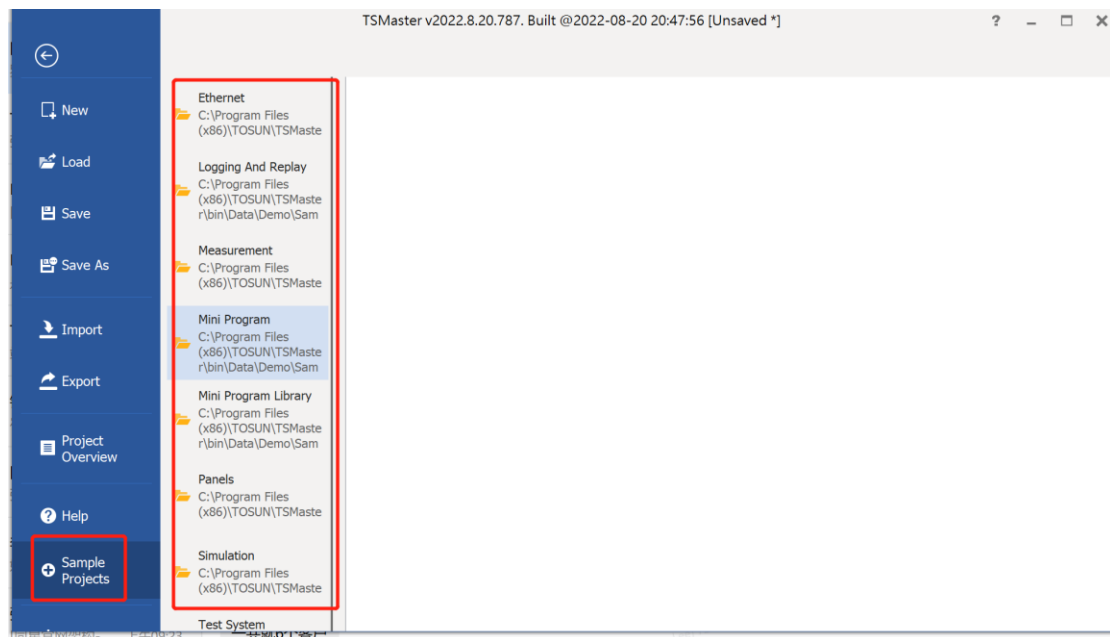 TSMaster v2022.8.20.787. Built @2022-08-20 20:47:56 [Unsaved *]
New
Load
Save
Save As
Import
Export
Project
Overview
Help
Sample
Projects
Ethernet
C:\Program Files
(x86)\TOSUN\TSMaste
Logging And Replay
C:\Program Files
(x86)\TOSUN\TSMaste
r\bin\Data\Demo\Sam
Measurement
C:\Program Files
(x86)\TOSUN\TSMaste
Mini Program
C:\Program Files
(x86)\TOSUN\TSMaste
r\bin\Data\Demo\Sam
Mini Program Library
C:\Program Files
(x86)\TOSUN\TSMaste
r\bin\Data\Demo\Sam
Panels
C:\Program Files
(x86)\TOSUN\TSMaste
Simulation
C:\Program Files
(x86)\TOSUN\TSMaste
Test System